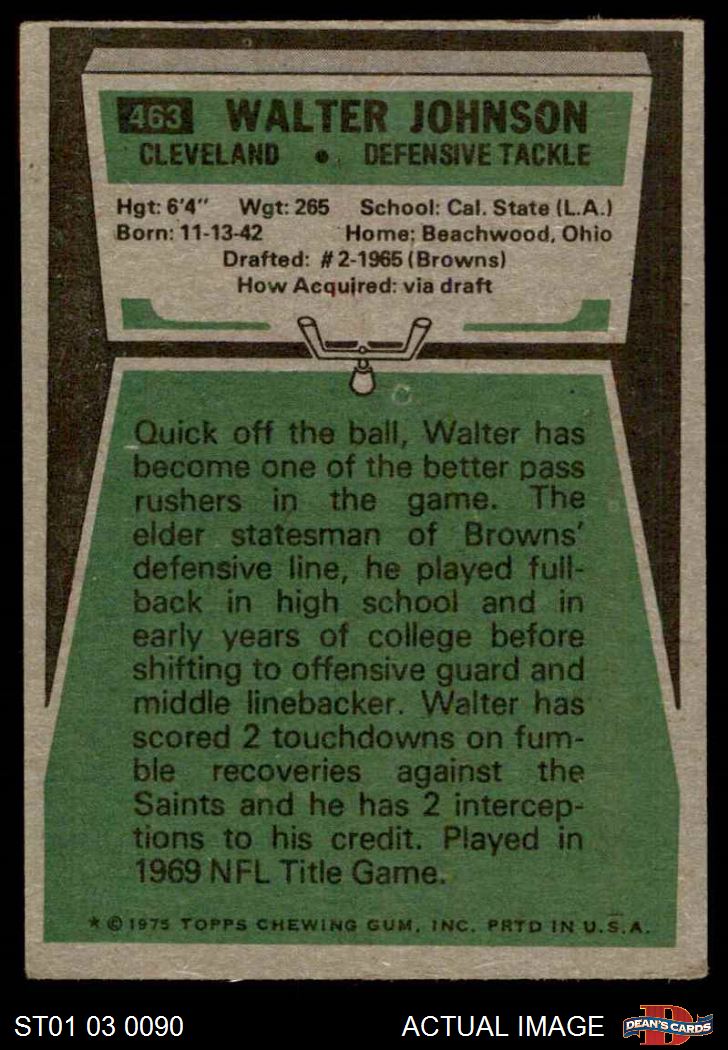 463 WALTER JOHNSON
CLEVELAND • DEFENSIVE TACKLE
Hgt: 6'4" Wgt: 265 School: Cal. State (L.A.)
Born: 11-13-42 Home: Beachwood, Ohio
Drafted: #2-1965 (Browns)
How Acquired: via draft
Quick off the ball, Walter has
become one of the better pass
rushers in the game. The
elder statesman of Browns'
defensive line, he played full-
back in high school and in
early years of college before
shifting to offensive guard and
middle linebacker. Walter has
scored 2 touchdowns on fum-
ble recoveries against the
Saints and he has 2 intercep-
tions to his credit. Played in
1969 NFL Title Game.
* © 1975 TOPPS CHEWING GUM, INC. PRTD IN U.S.A.
ST01 03 0090 ACTUAL IMAGE D DEAN'S CARDS